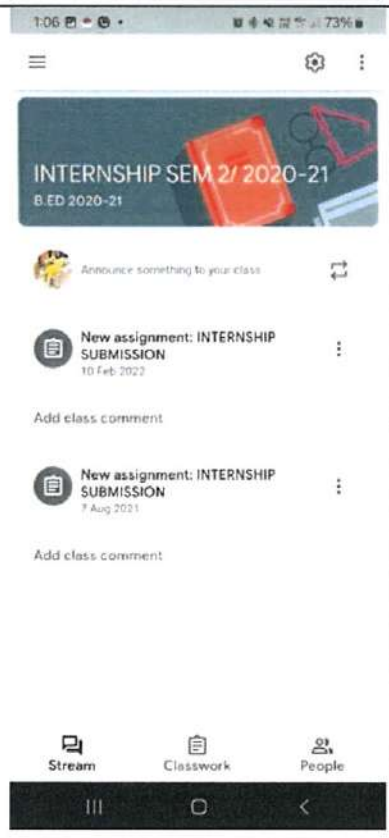 1:06
73%
INTERNSHIP SEM 2/ 2020-21
B.ED 2020-21
Announce something to your class
New assignment: INTERNSHIP
SUBMISSION
10 Feb 2022
Add class comment
New assignment: INTERNSHIP
SUBMISSION
7 Aug 2021
Add class comment
Stream
Classwork
People